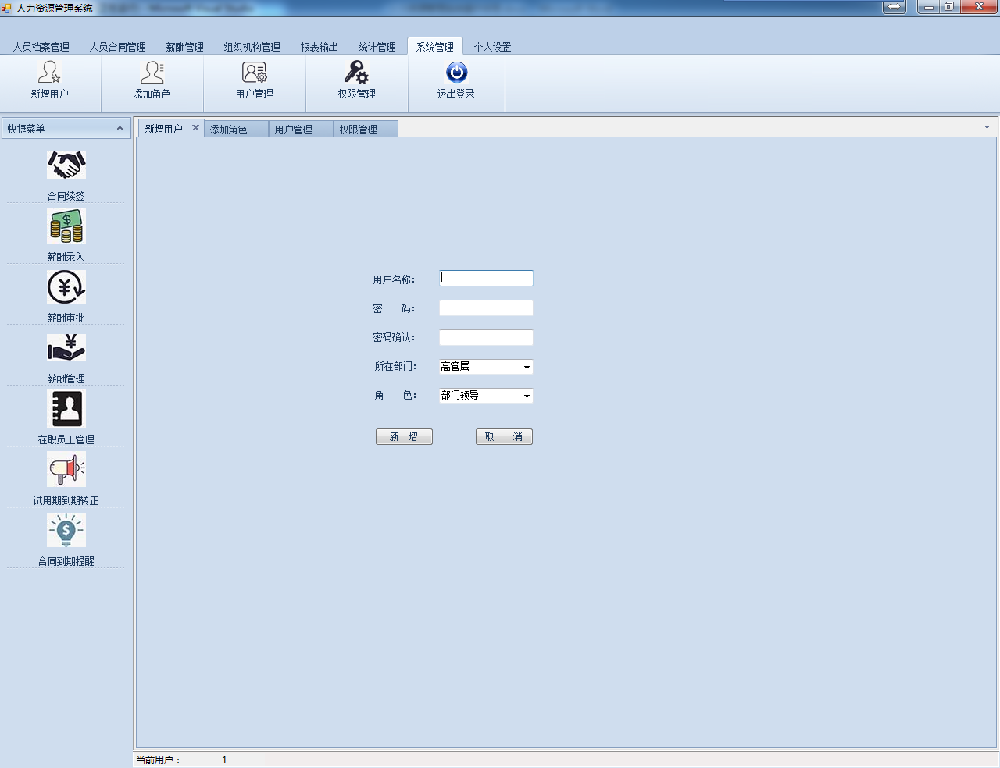 人力资源管理系统
人员档案管理 人员合同管理 薪酬管理 组织机构管理 报表输出 统计管理 系统管理 个人设置
新增用户 添加角色 用户管理 权限管理 退出登录
快捷菜单
新增用户 添加角色 用户管理 权限管理
合同续签
薪酬录入
薪酬审批
薪酬管理
在职员工管理
试用期到期转正
合同到期提醒
用户名称：
密 码：
密码确认：
所在部门： 高管层
角 色： 部门领导
新 增 取 消
当前用户： 1